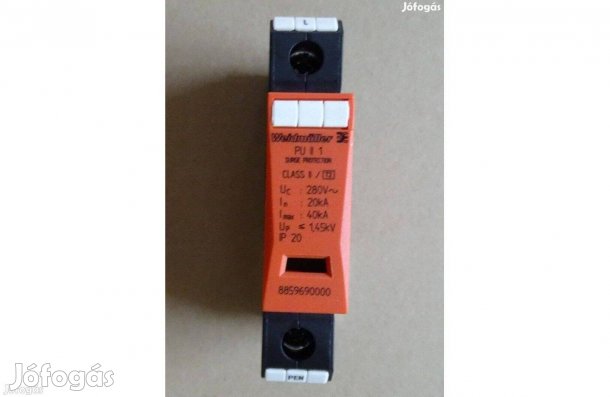 Jófogás
L
Weidmüller
PU II 1
SURGE PROTECTION
CLASS II / T2
Uc : 280V~
In : 20kA
Imax : 40kA
Up ≤ 1,45kV
IP 20
8859690000
PEN
Jófogás
Jófogás